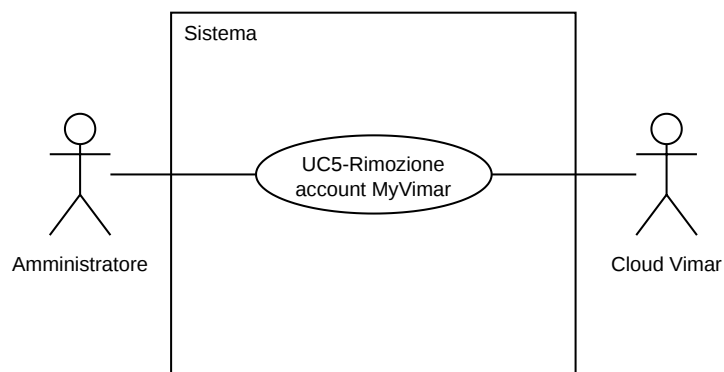 Sistema
UC5-Rimozione
account MyVimar
Amministratore
Cloud Vimar